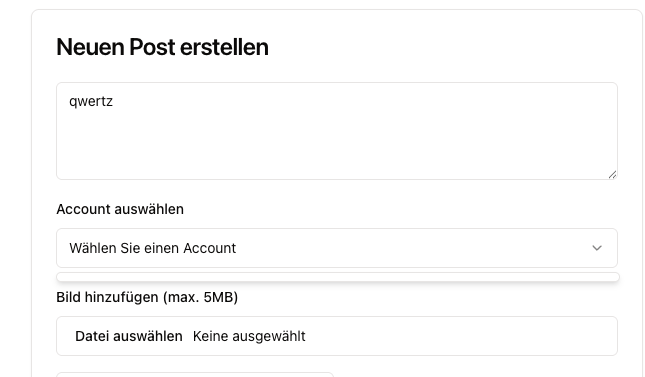 Neuen Post erstellen
qwertz
Account auswählen
Wählen Sie einen Account
Bild hinzufügen (max. 5MB)
Datei auswählen Keine ausgewählt